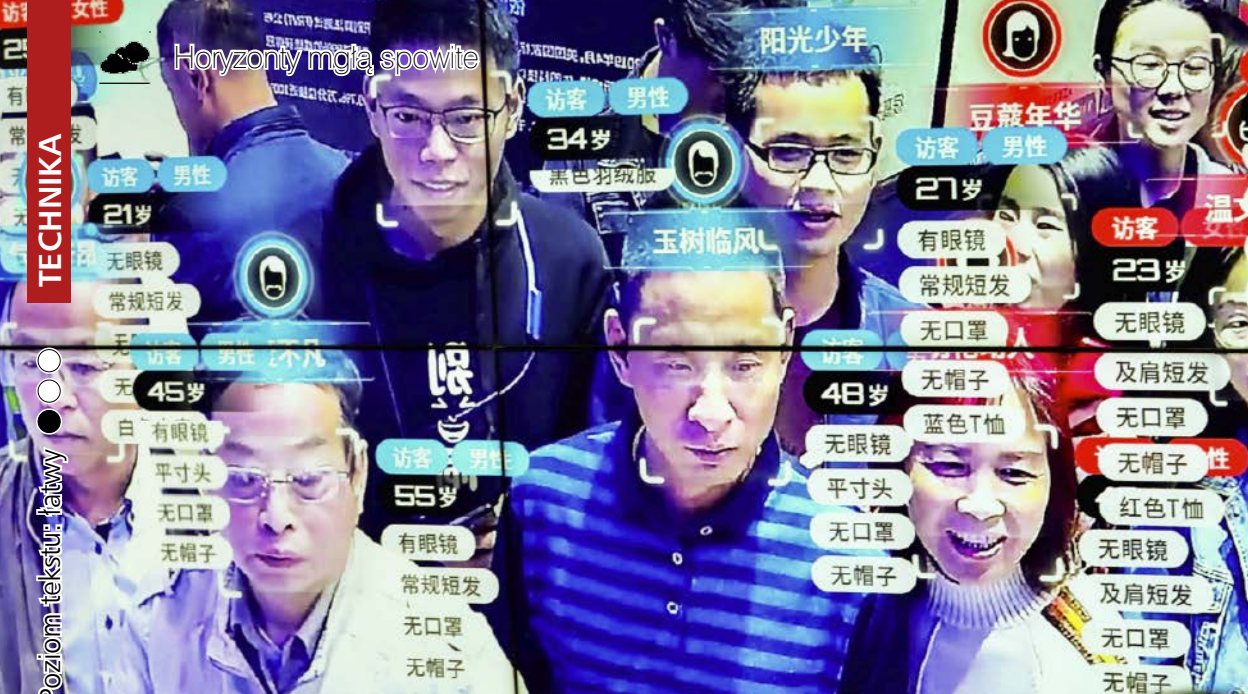 访客 女性
Horyzonty mgłą spowite
TECHNIKA
Poziom tekstu: łatwy
阳光少年
豆蔻年华
访客 男性
34岁
黑色羽绒服
访客 男性
27岁
有眼镜
常规短发
无口罩
无帽子
蓝色T恤
访客 男性
21岁
无眼镜
常规短发
玉树临风
访客
23岁
无眼镜
及肩短发
无口罩
无帽子
红色T恤
访客 男性
45岁
有眼镜
平寸头
无口罩
无帽子
不凡
访客 男性
55岁
有眼镜
常规短发
无口罩
无帽子
访客
48岁
无眼镜
平寸头
无口罩
无帽子
无眼镜
及肩短发
无口罩
无帽子